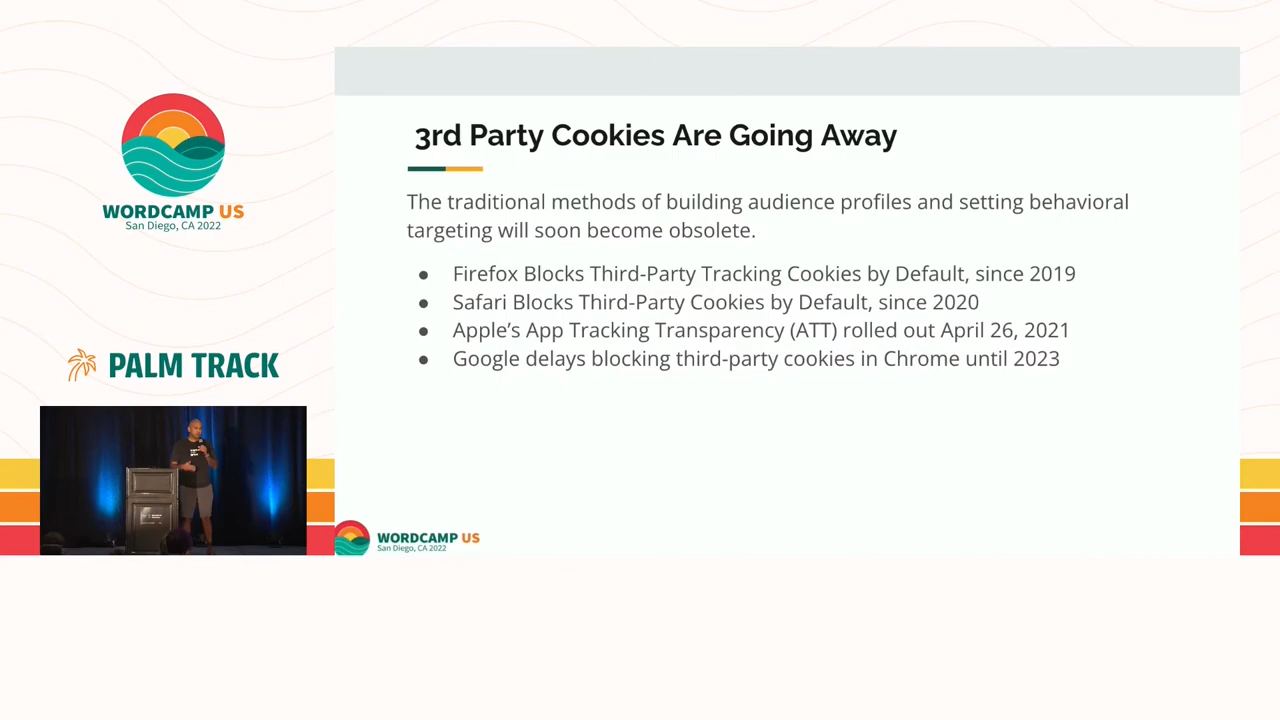 WORDCAMP US
San Diego, CA 2022
PALM TRACK
3rd Party Cookies Are Going Away
The traditional methods of building audience profiles and setting behavioral
targeting will soon become obsolete.
● Firefox Blocks Third-Party Tracking Cookies by Default, since 2019
● Safari Blocks Third-Party Cookies by Default, since 2020
● Apple’s App Tracking Transparency (ATT) rolled out April 26, 2021
● Google delays blocking third-party cookies in Chrome until 2023
WORDCAMP US
San Diego, CA 2022